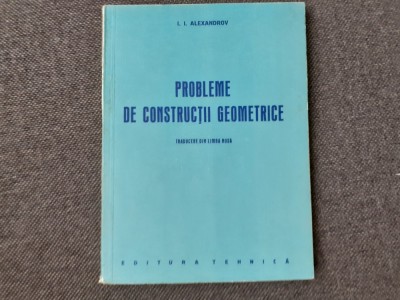 I. I. ALEXANDROV
PROBLEME
DE CONSTRUCȚII GEOMETRICE
TRADUCERE DIN LIMBA RUSĂ
EDITURA TEHNICĂ